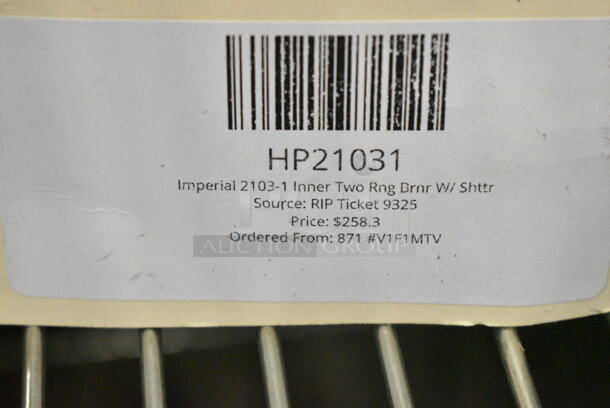 HP21031
Imperial 2103-1 Inner Two Rng Brnr W/ Shttr
Source: RIP Ticket 9325
Price: $258.3
Ordered From: 871 #V1F1MTV
AUCTION GROUP